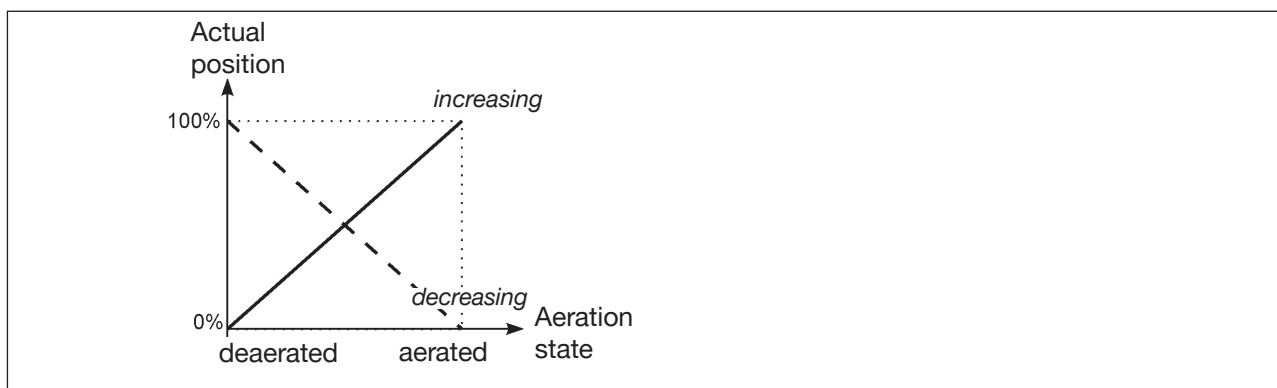 Actual
position
increasing
100%
decreasing
0%
Aeration
state
deaerated
aerated